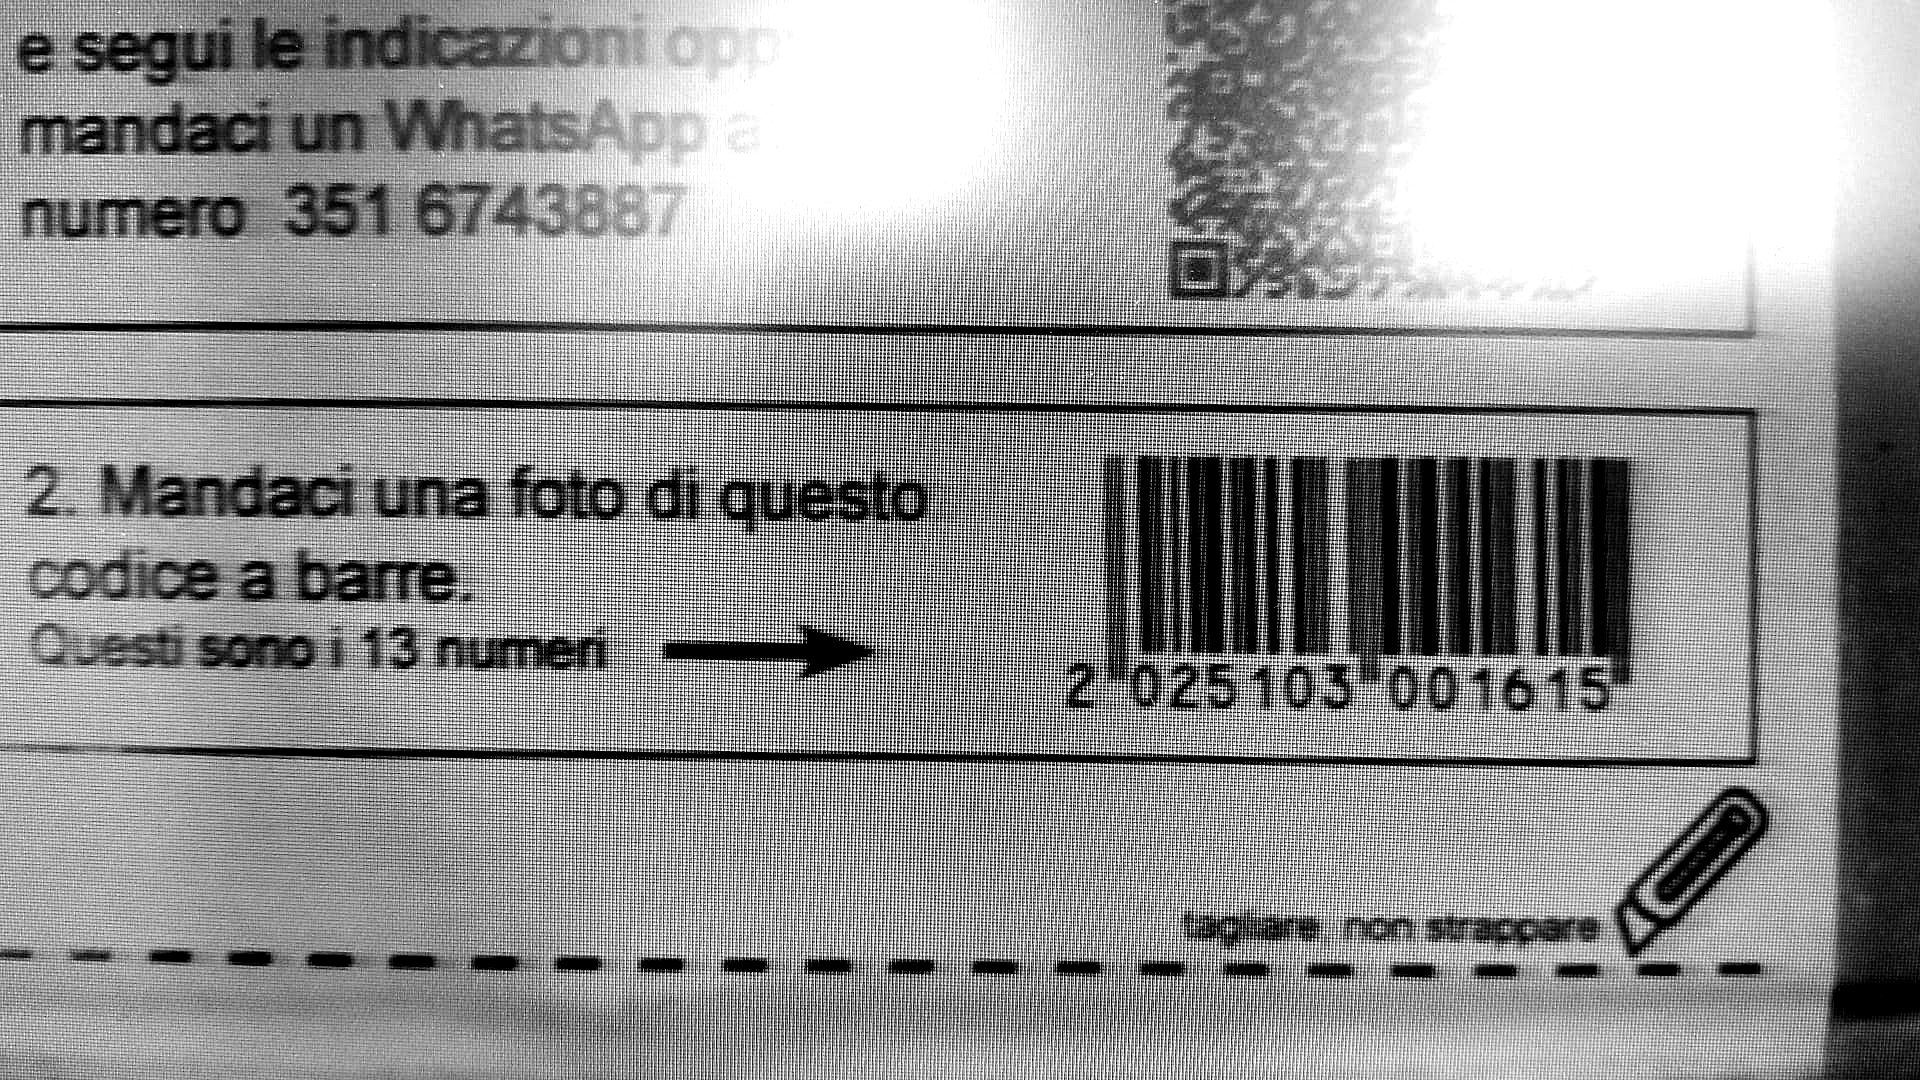 e segui le indicazioni opp
mandaci un WhatsApp a
numero 351 6743887
2. Mandaci una foto di questo
codice a barre.
Questi sono i 13 numeri
2 025103 001615
tagliare, non strappare